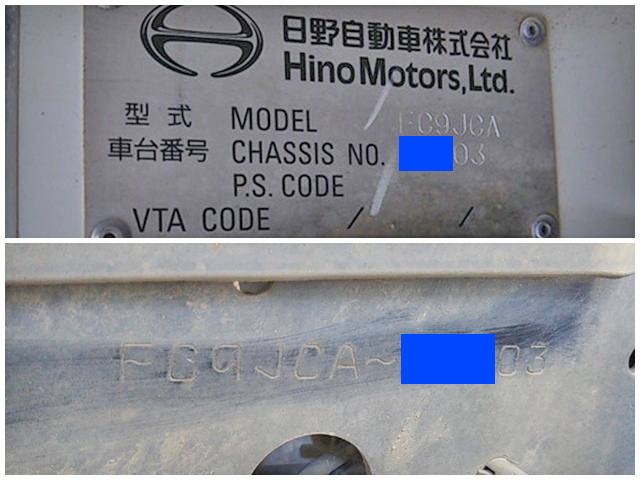 日野自動車株式会社
Hino Motors, Ltd.
型式 MODEL FC9JCA
車台番号 CHASSIS NO. 03
P.S. CODE
VTA CODE / /
FC9JCA~ 03